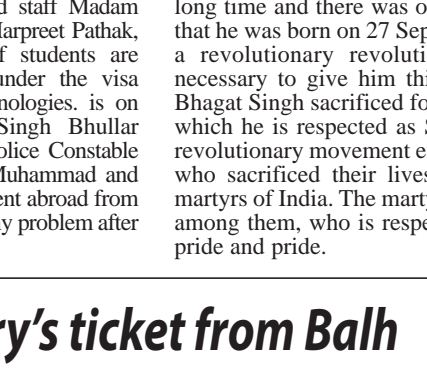 d staff Madam
Harpreet Pathak,
f students are
under the visa
nologies. is on
Singh Bhullar
olice Constable
Muhammad and
ent abroad from
ny problem after
long time and there was o
that he was born on 27 Sep
a revolutionary revoluti
necessary to give him thi
Bhagat Singh sacrificed fo
which he is respected as S
revolutionary movement e
who sacrificed their lives
martyrs of India. The marty
among them, who is respe
pride and pride.
ry’s ticket from Balh